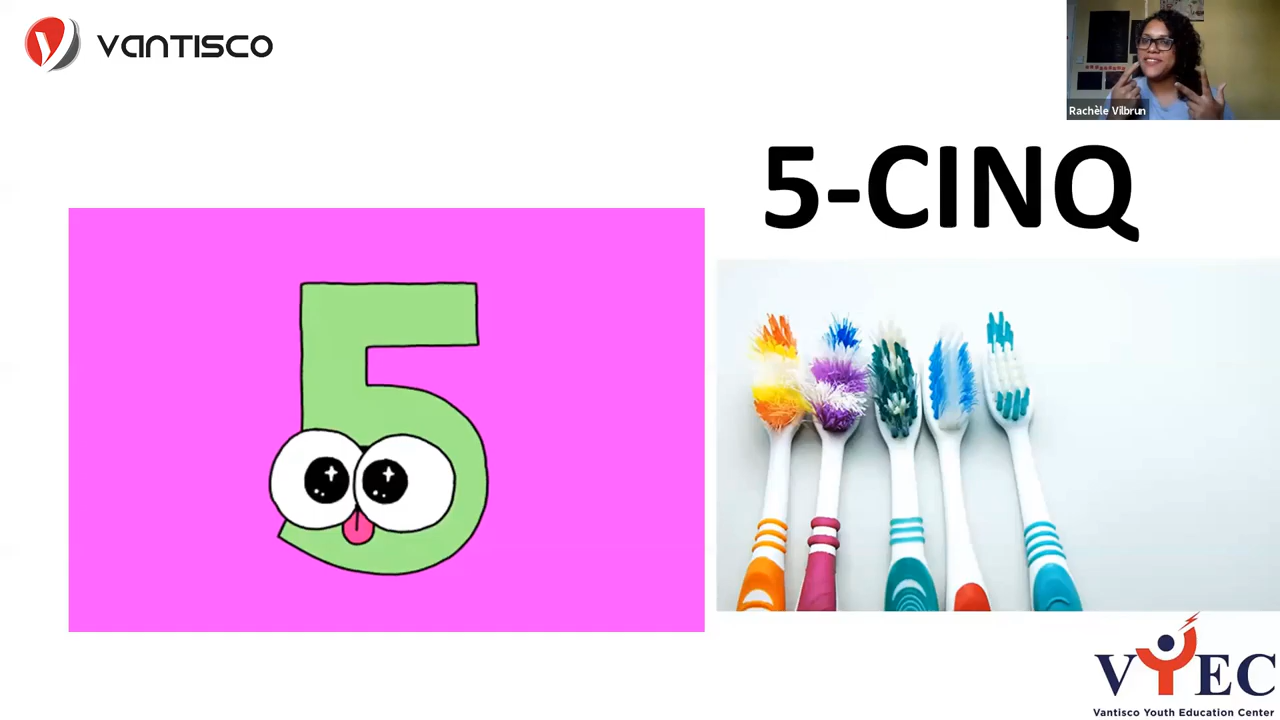 VANTISCO
Rachèle Vilbrun
5-CINQ
5
VYEC
Vantisco Youth Education Center